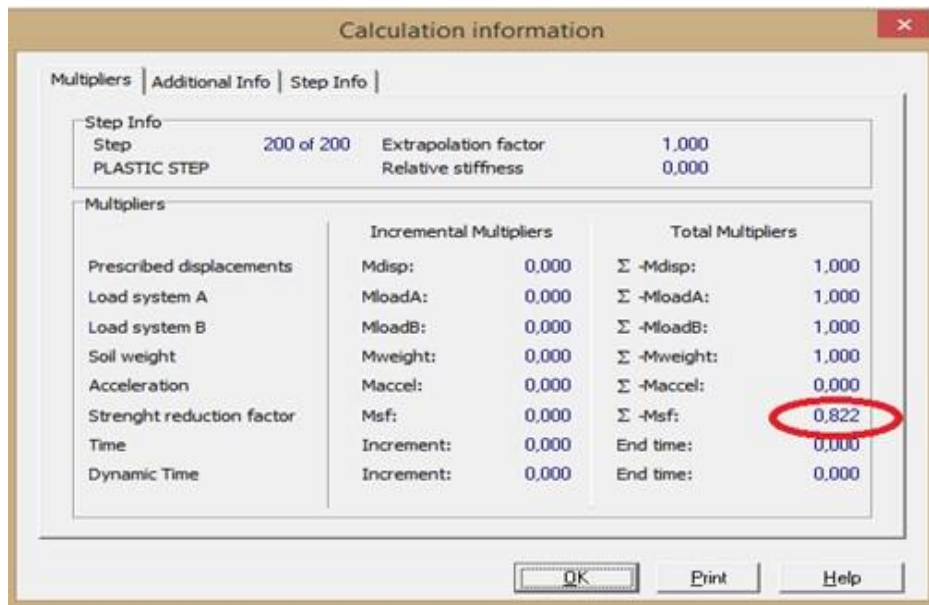 Calculation information
Multipliers Additional Info Step Info
Step Info
Step 200 of 200 Extrapolation factor 1,000
PLASTIC STEP Relative stiffness 0,000
Multipliers
Incremental Multipliers Total Multipliers
Prescribed displacements Mdisp: 0,000 Σ -Mdisp: 1,000
Load system A MloadA: 0,000 Σ -MloadA: 1,000
Load system B MloadB: 0,000 Σ -MloadB: 1,000
Soil weight Mweight: 0,000 Σ -Mweight: 1,000
Acceleration Maccel: 0,000 Σ -Maccel: 0,000
Strenght reduction factor Msf: 0,000 Σ -Msf: 0,822
Time Increment: 0,000 End time: 0,000
Dynamic Time Increment: 0,000 End time: 0,000
OK Print Help